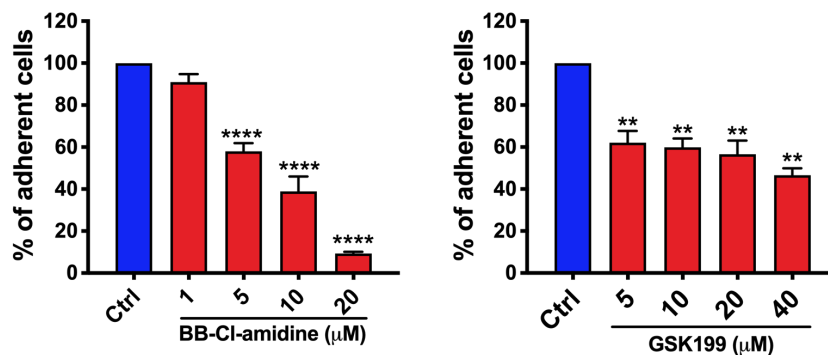 % of adherent cells
120
100
80
60
40
20
0
****
****
****
Ctrl 1 5 10 20
BB-Cl-amidine (μM)
% of adherent cells
120
100
80
60
40
20
0
** ** ** **
Ctrl 5 10 20 40
GSK199 (μM)